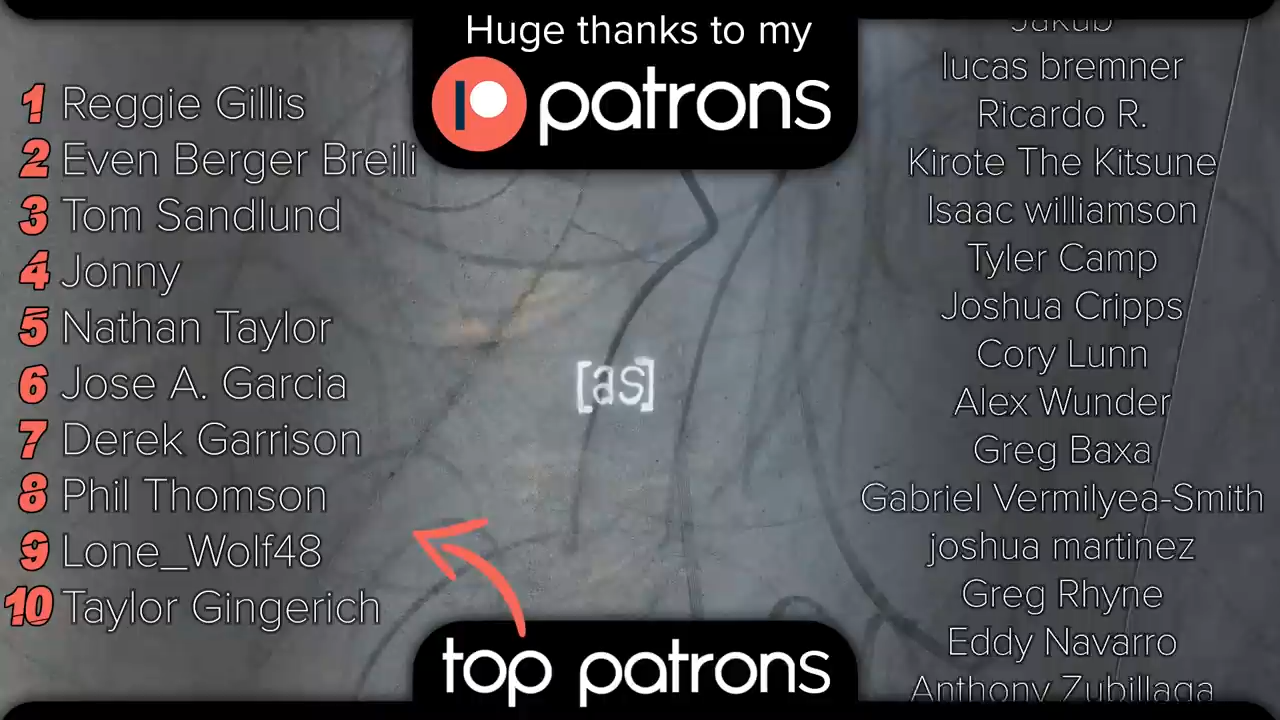 Huge thanks to my
patrons
1 Reggie Gillis
2 Even Berger Breili
3 Tom Sandlund
4 Jonny
5 Nathan Taylor
6 Jose A. Garcia
7 Derek Garrison
8 Phil Thomson
9 Lone_Wolf48
10 Taylor Gingerich
[as]
top patrons
Jakub
lucas bremner
Ricardo R.
Kirote The Kitsune
Isaac williamson
Tyler Camp
Joshua Cripps
Cory Lunn
Alex Wunder
Greg Baxa
Gabriel Vermilyea-Smith
joshua martinez
Greg Rhyne
Eddy Navarro
Anthony Zubillaga